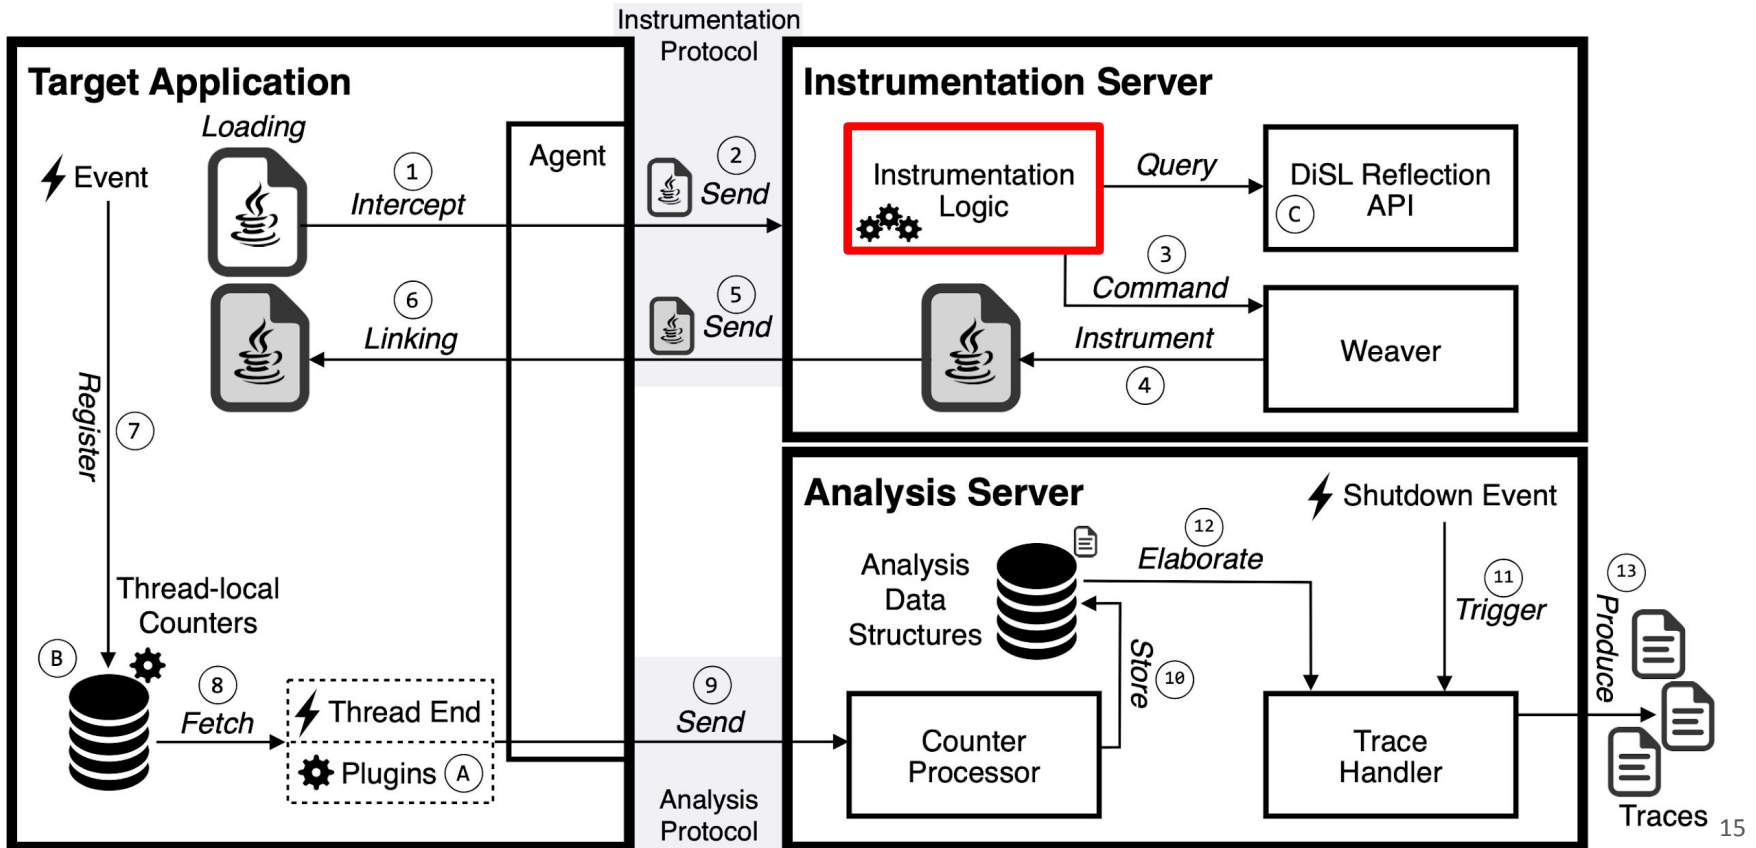 Instrumentation
Protocol
Target Application
Loading
Event
1
Intercept
Agent
2
Send
6
Linking
5
Send
Register
7
Thread-local
Counters
B
8
Fetch
Thread End
Plugins A
9
Send
Analysis
Protocol
Instrumentation Server
Instrumentation
Logic
Query
DiSL Reflection
API
C
3
Command
Instrument
4
Weaver
Analysis Server
Shutdown Event
Analysis
Data
Structures
12
Elaborate
11
Trigger
Store
10
Counter
Processor
Trace
Handler
13
Produce
Traces
15